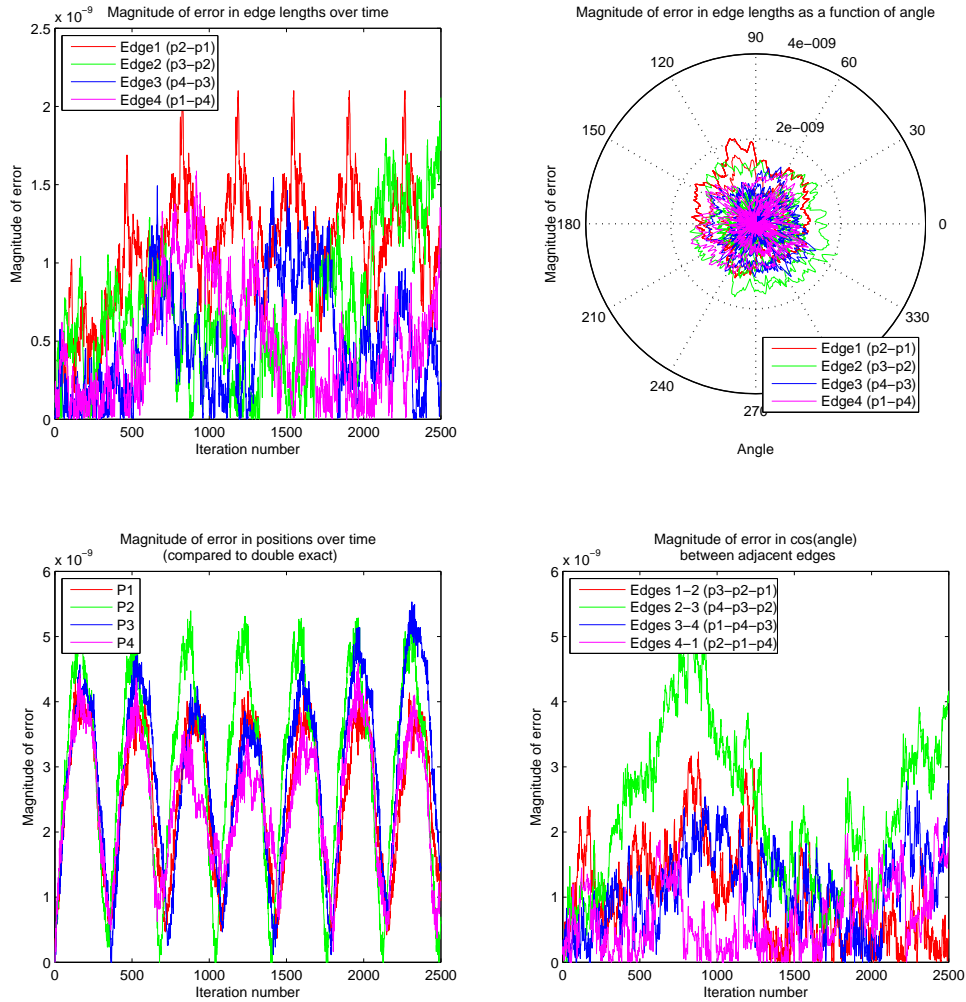 Magnitude of error in edge lengths over time
x 10−9
2.5
2
1.5
1
0.5
0
Magnitude of error
Edge1 (p2−p1)
Edge2 (p3−p2)
Edge3 (p4−p3)
Edge4 (p1−p4)
0 500 1000 1500 2000 2500
Iteration number
Magnitude of error in edge lengths as a function of angle
90
4e−009
120
60
2e−009
150
30
180
0
210
330
240
270
Magnitude of error
Edge1 (p2−p1)
Edge2 (p3−p2)
Edge3 (p4−p3)
Edge4 (p1−p4)
Angle
Magnitude of error in positions over time
(compared to double exact)
x 10−9
6
5
4
3
2
1
0
Magnitude of error
P1
P2
P3
P4
0 500 1000 1500 2000 2500
Iteration number
Magnitude of error in cos(angle)
between adjacent edges
x 10−9
6
5
4
3
2
1
0
Magnitude of error
Edges 1−2 (p3−p2−p1)
Edges 2−3 (p4−p3−p2)
Edges 3−4 (p1−p4−p3)
Edges 4−1 (p2−p1−p4)
0 500 1000 1500 2000 2500
Iteration number